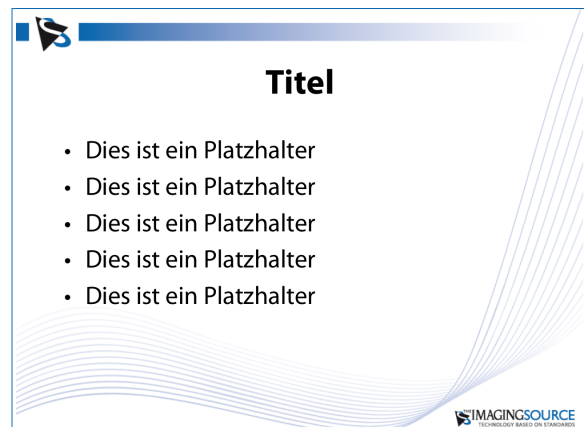 Titel
• Dies ist ein Platzhalter
• Dies ist ein Platzhalter
• Dies ist ein Platzhalter
• Dies ist ein Platzhalter
• Dies ist ein Platzhalter
THE IMAGINGSOURCE
TECHNOLOGY BASED ON STANDARDS